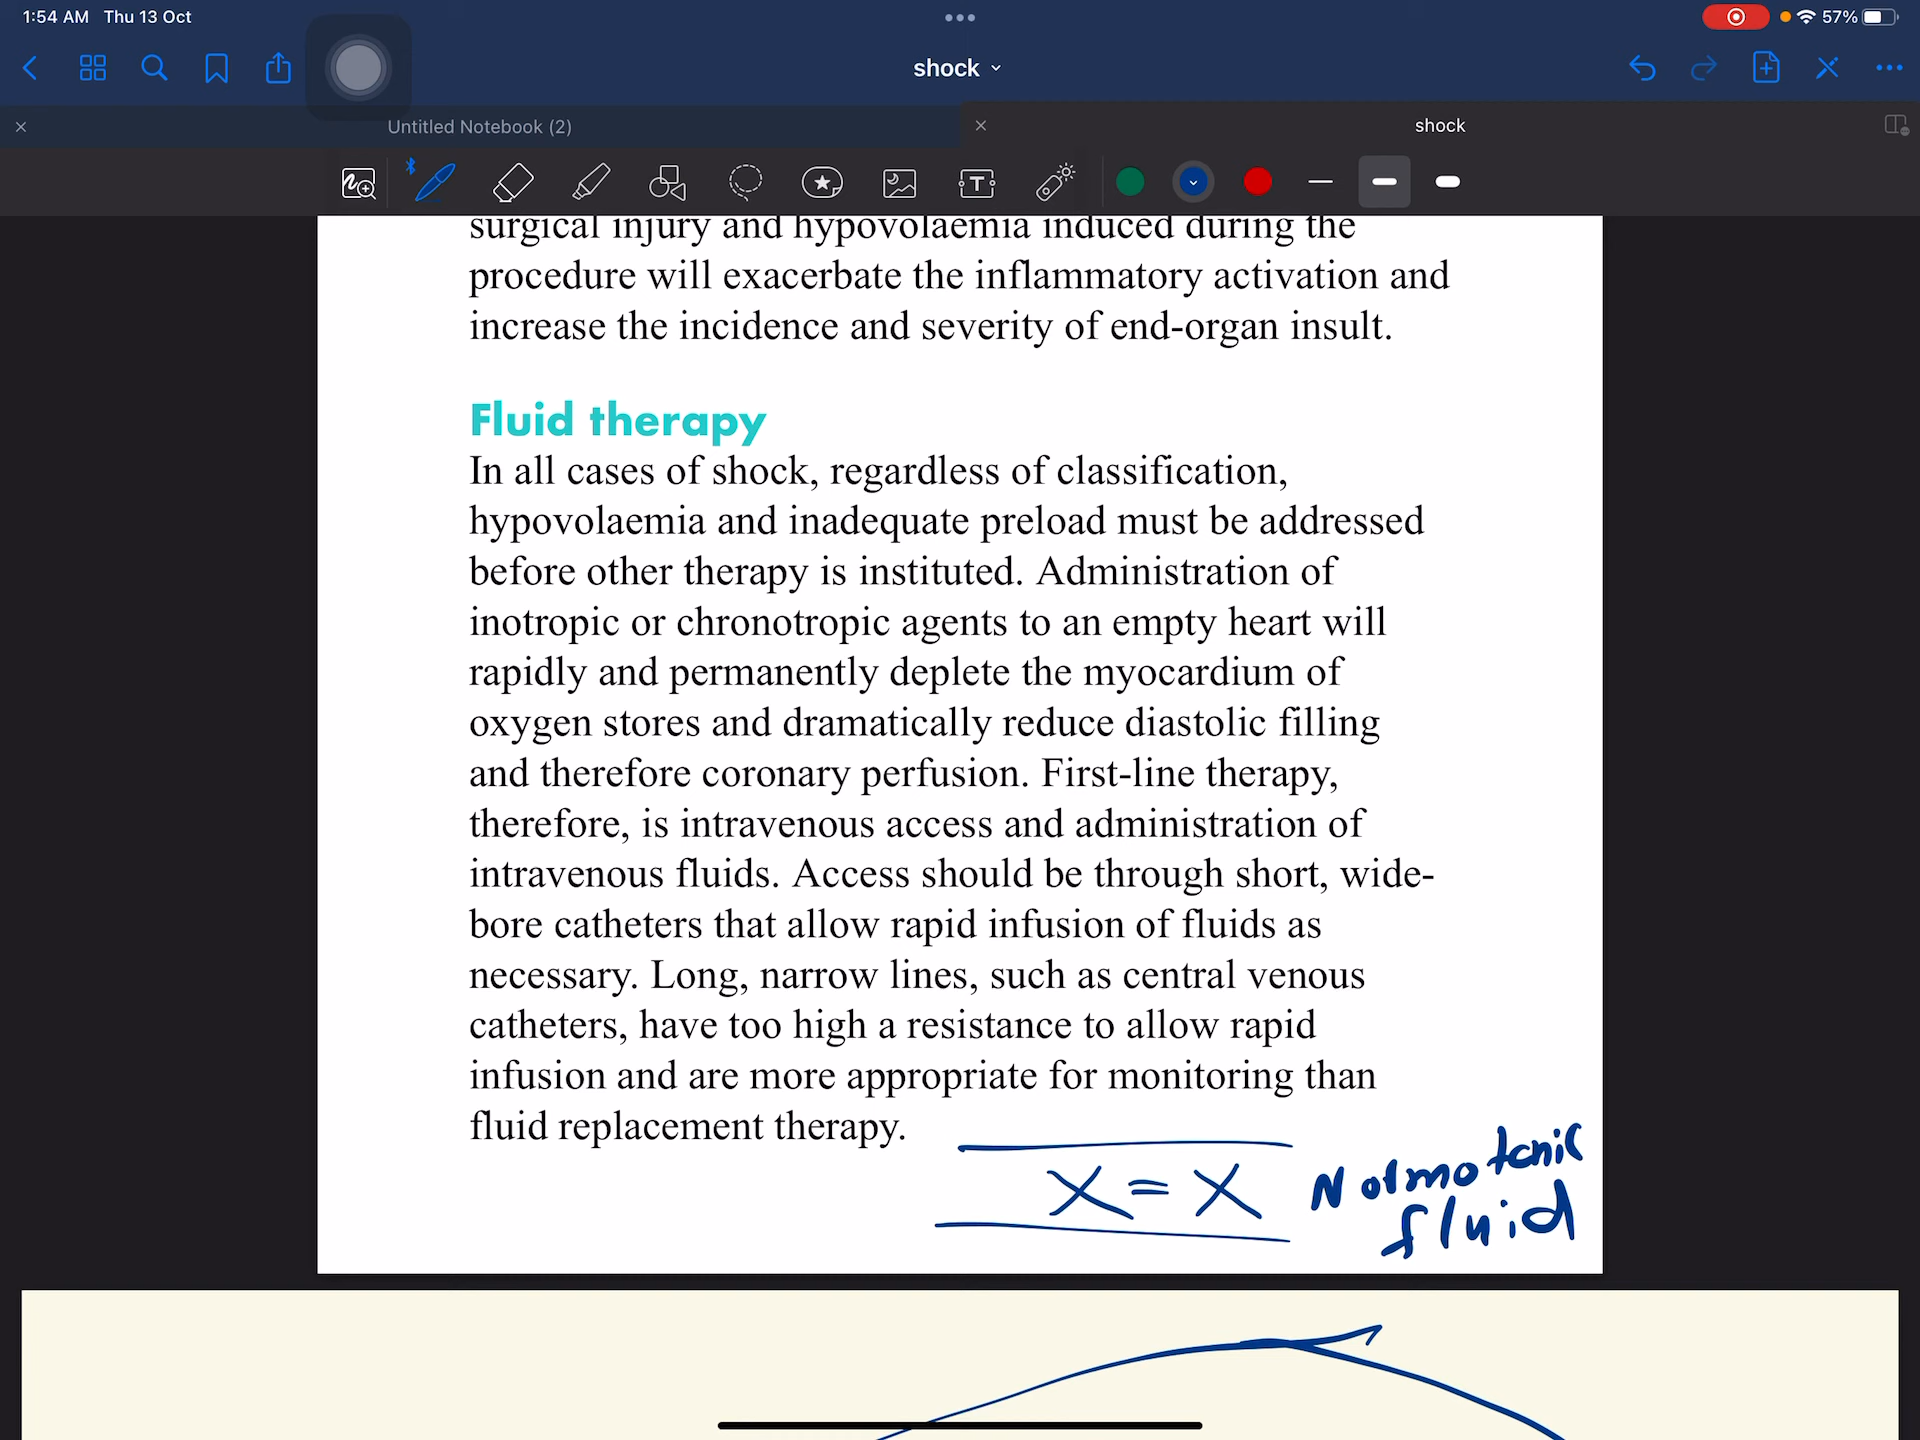 1:54 AM Thu 13 Oct
57%
shock
Untitled Notebook (2)
shock
surgical injury and hypovolaemia induced during the
procedure will exacerbate the inflammatory activation and
increase the incidence and severity of end-organ insult.
Fluid therapy
In all cases of shock, regardless of classification,
hypovolaemia and inadequate preload must be addressed
before other therapy is instituted. Administration of
inotropic or chronotropic agents to an empty heart will
rapidly and permanently deplete the myocardium of
oxygen stores and dramatically reduce diastolic filling
and therefore coronary perfusion. First-line therapy,
therefore, is intravenous access and administration of
intravenous fluids. Access should be through short, wide-
bore catheters that allow rapid infusion of fluids as
necessary. Long, narrow lines, such as central venous
catheters, have too high a resistance to allow rapid
infusion and are more appropriate for monitoring than
fluid replacement therapy.
X = X Normotonic
fluid